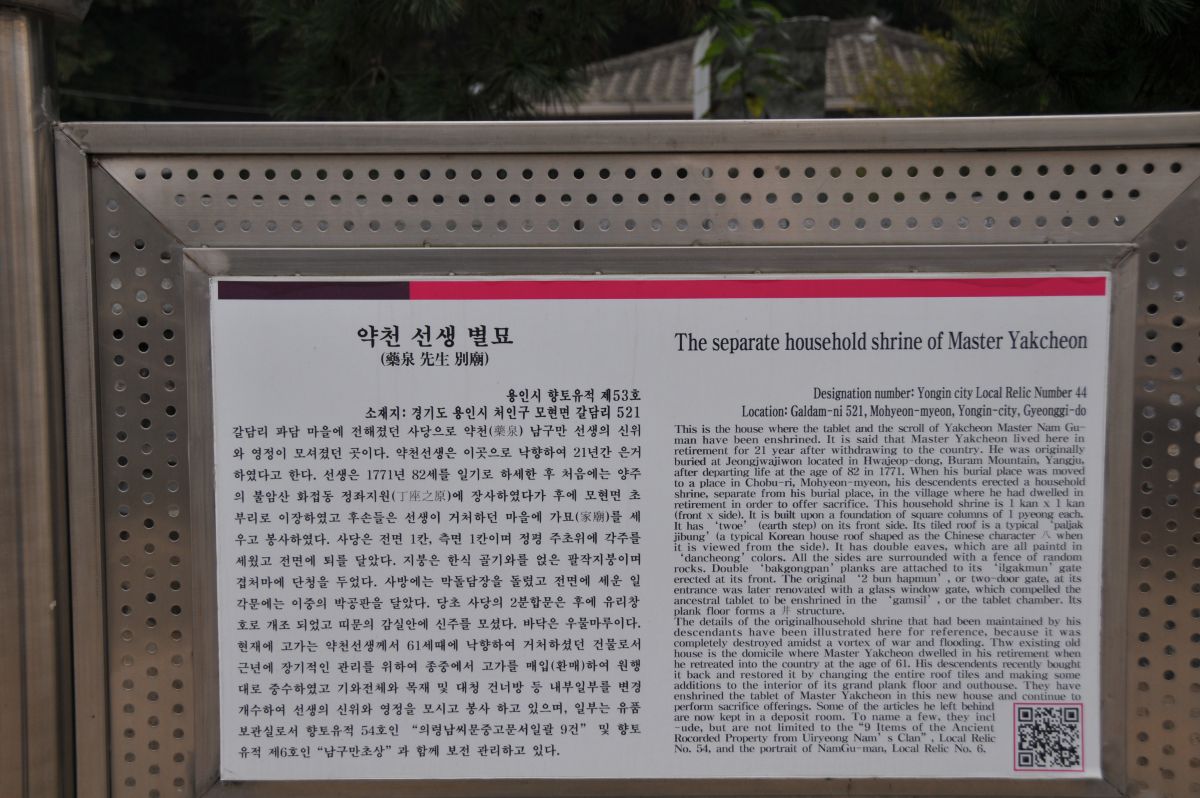 약천 선생 별묘
(藥泉 先生 別廟)
용인시 향토유적 제53호
소재지: 경기도 용인시 처인구 모현면 갈담리 521
갈담리 파담 마을에 전해졌던 사당으로 약천(藥泉) 남구만 선생의 신위
와 영정이 모셔졌던 곳이다. 약천선생은 이곳으로 낙향하여 21년간 은거
하였다고 한다. 선생은 1771년 82세를 일기로 하세한 후 처음에는 양주
의 불암산 화접동 정좌지원(丁座之原)에 장사하였다가 후에 모현면 초
부리로 이장하였고 후손들은 선생이 거처하던 마을에 가묘(家廟)를 세
우고 봉사하였다. 사당은 전면 1칸, 측면 1칸이며 정평 주초위에 각주를
세웠고 전면에 퇴를 달았다. 지붕은 한식 골기와를 얹은 팔작지붕이며
겹처마에 단청을 두었다. 사방에는 막돌담장을 돌렸고 전면에 세운 일
각문에는 이중의 박공판을 달았다. 당초 사당의 2분합문은 후에 유리창
호로 개조 되었고 띠문의 감실안에 신주를 모셨다. 바닥은 우물마루이다.
현재에 고가는 약천선생께서 61세때에 낙향하여 거처하셨던 건물로서
근년에 장기적인 관리를 위하여 종중에서 고가를 매입(환매)하여 원형
대로 중수하였고 기와전체와 목재 및 대청 건너방 등 내부일부를 변경
개수하여 선생의 신위와 영정을 모시고 봉사 하고 있으며, 일부는 유품
보관실로서 향토유적 54호인 “의령남씨문중고문서일괄 9건” 및 향토
유적 제6호인 “남구만초상” 과 함께 보전 관리하고 있다.
The separate household shrine of Master Yakcheon
Designation number: Yongin city Local Relic Number 44
Location: Galdam-ni 521, Mohyeon-myeon, Yongin-city, Gyeonggi-do
This is the house where the tablet and the scroll of Yakcheon Master Nam Gu-
man have been enshrined. It is said that Master Yakcheon lived here in
retirement for 21 year after withdrawing to the country. He was originally
buried at Jeongjwajiwon located in Hwajeop-dong, Buram Mountain, Yangju,
after departing life at the age of 82 in 1771. When his burial place was moved
to a place in Chobu-ri, Mohyeon-myeon, his descendants erected a household
shrine, separate from his burial place, in the village where he had dwelled in
retirement in order to offer sacrifice. This household shrine is 1 kan x 1 kan
(front x side). It is built upon a foundation of square columns of 1 pyeong each.
It has ‘twoe’ (earth step) on its front side. Its tiled roof is a typical ‘paljak
jibung’ (a typical Korean house roof shaped as the Chinese character 八 when
it is viewed from the side). It has double eaves, which are all paintd in
‘dancheong’ colors. All the sides are surrounded with a fence of random
rocks. Double ‘bakgongpan’ planks are attached to its ‘ilgakmun’ gate
erected at its front. The original ‘2 bun hapmun’, or two-door gate, at its
entrance was later renovated with a glass window gate, which compelled the
ancestral tablet to be enshrined in the ‘gamsil’, or the tablet chamber. Its
plank floor forms a 井 structure.
The details of the originalhousehold shrine that had been maintained by his
descendants have been illustrated here for reference, because it was
completely destroyed amidst a vortex of war and flooding. Thw existing old
house is the domicile where Master Yakcheon dwelled in his retirement when
he retreated into the country at the age of 61. His descendents recently bought
it back and restored it by changing the entire roof tiles and making some
additions to the interior of its grand plank floor and outhouse. They have
enshrined the tablet of Master Yakcheon in this new house and continue to
perform sacrifice offerings. Some of the articles he left behind
are now kept in a deposit room. To name a few, they incl
-ude, but are not limited to the “9 Items of the Ancient
Rocorded Property from Uiryeong Nam’s Clan”, Local Relic
No. 54, and the portrait of NamGu-man, Local Relic No. 6.